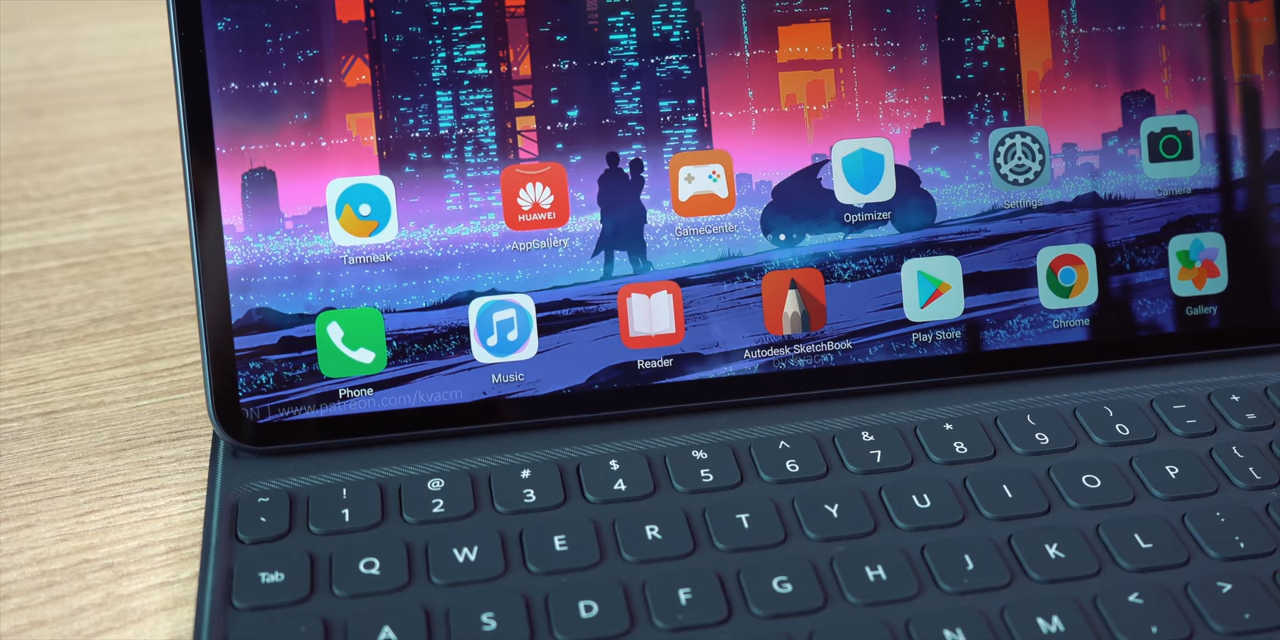 HUAWEI
Tamneak
AppGallery
GameCenter
Optimizer
Settings
Camera
Phone
Music
Reader
Autodesk SketchBook
Play Store
Chrome
Gallery
ON | www.patreon.com/kvacm
~ ! @ # $ % ^ & * ( ) _ +
` 1 2 3 4 5 6 7 8 9 0 - =
Tab Q W E R T Y U I O P { [
A S D F G H J K L : ;
N M < >